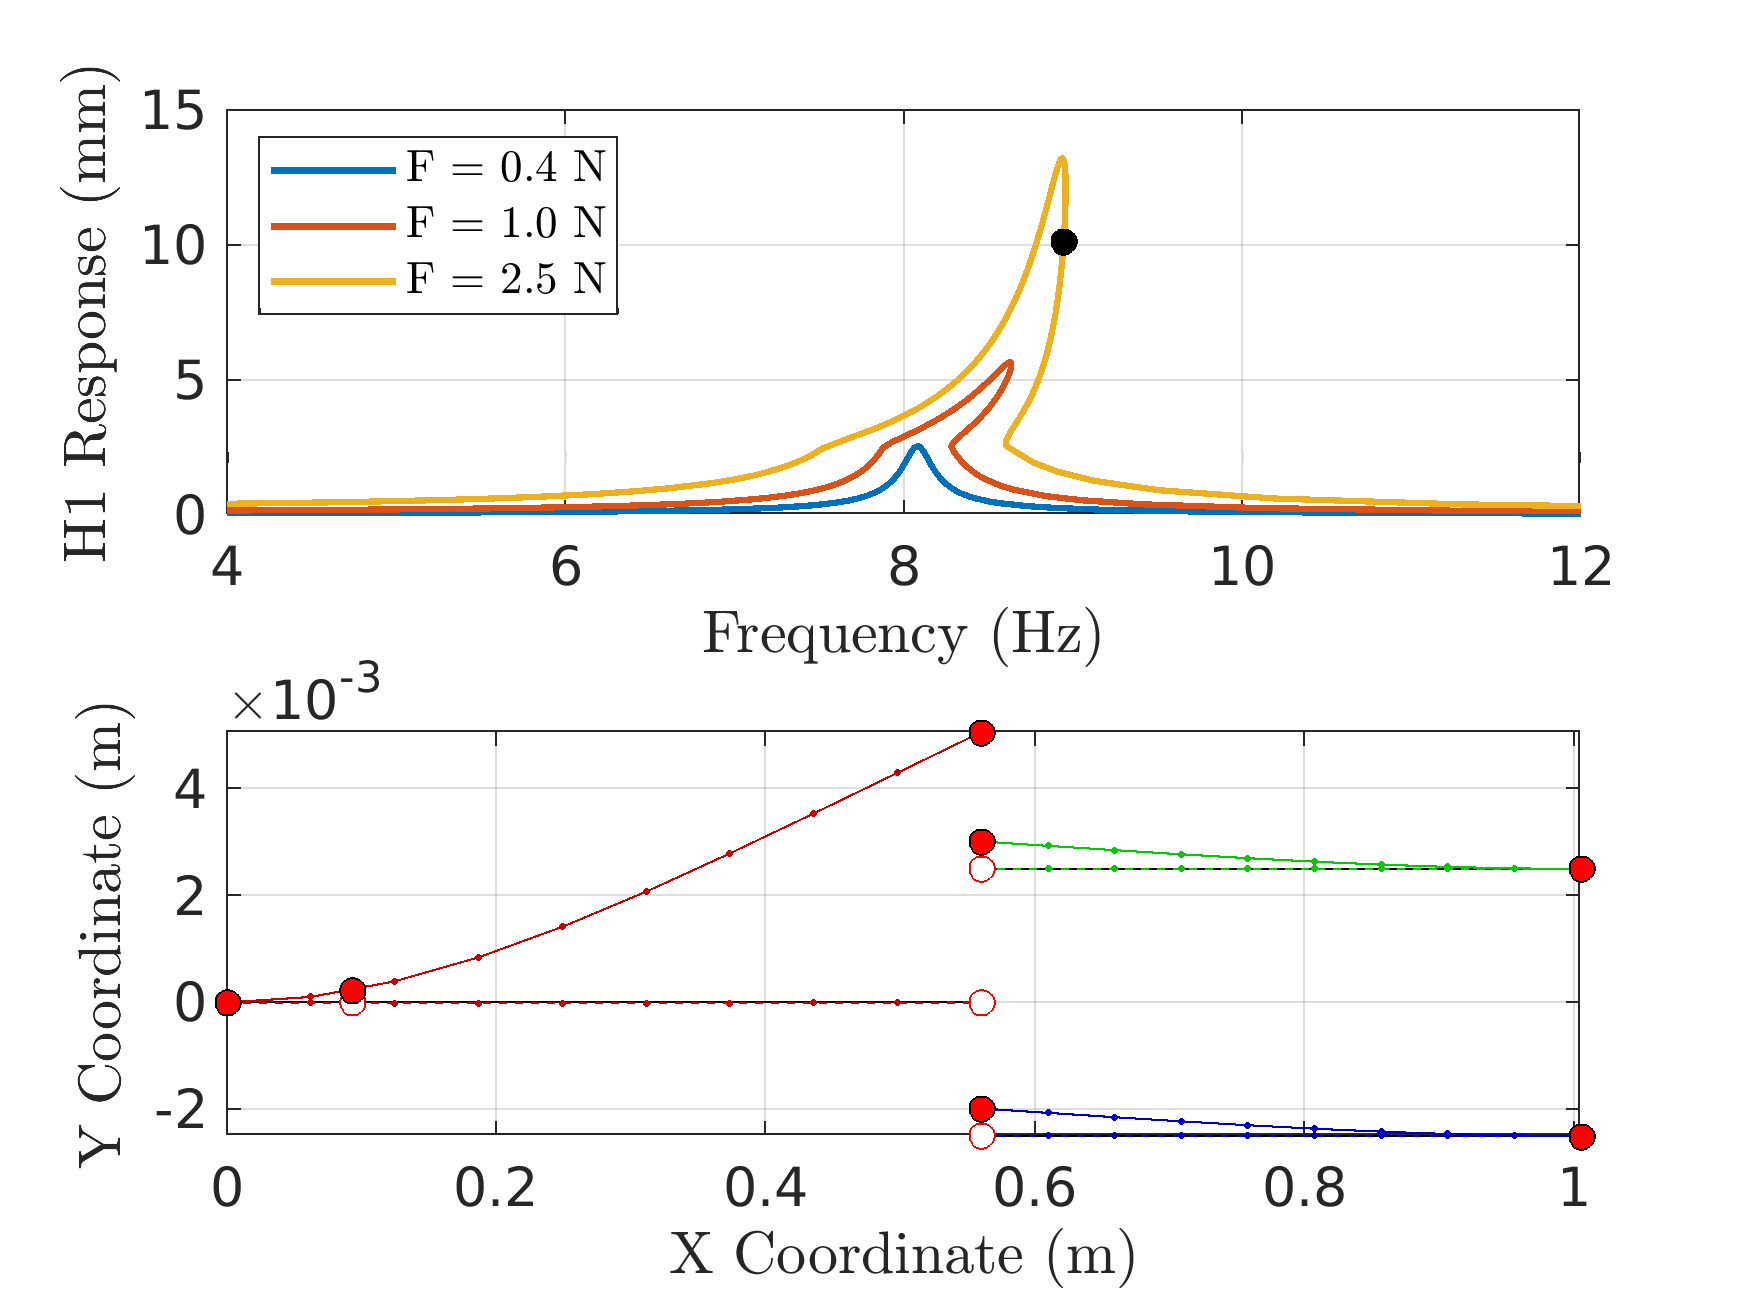 H1 Response (mm)
15
10
5
0
F = 0.4 N
F = 1.0 N
F = 2.5 N
4 6 8 10 12
Frequency (Hz)
×10-3
Y Coordinate (m)
4
2
0
-2
0 0.2 0.4 0.6 0.8 1
X Coordinate (m)